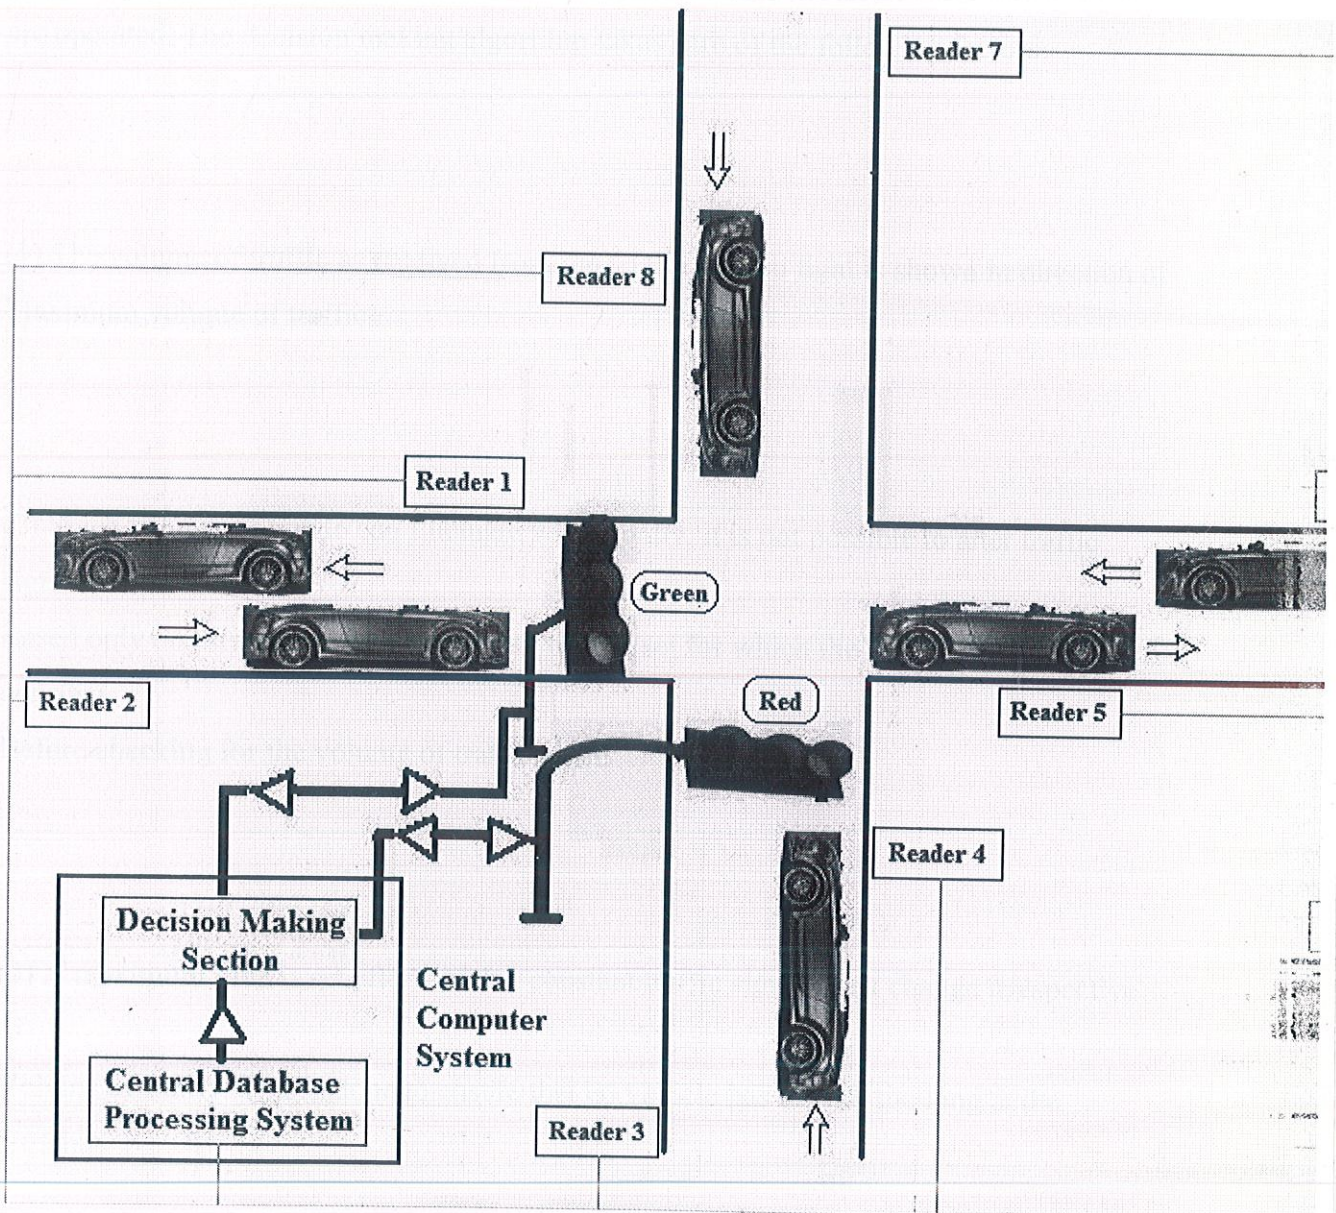 Reader 7
Reader 8
Reader 1
Green
Reader 2
Red
Reader 5
Reader 4
Decision Making
Section
Central
Computer
System
Central Database
Processing System
Reader 3